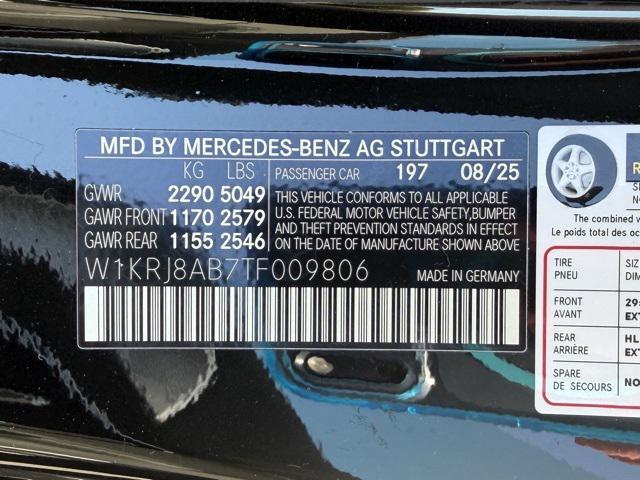 MFD BY MERCEDES-BENZ AG STUTTGART
KG LBS
PASSENGER CAR 197 08/25
GVWR 2290 5049
GAWR FRONT 1170 2579
GAWR REAR 1155 2546
THIS VEHICLE CONFORMS TO ALL APPLICABLE
U.S. FEDERAL MOTOR VEHICLE SAFETY,BUMPER
AND THEFT PREVENTION STANDARDS IN EFFECT
ON THE DATE OF MANUFACTURE SHOWN ABOVE
W1KRJ8AB7TF009806
MADE IN GERMANY
The combined
Le poids total des
TIRE
PNEU
FRONT
AVANT
REAR
ARRIÈRE
SPARE
DE SECOURS